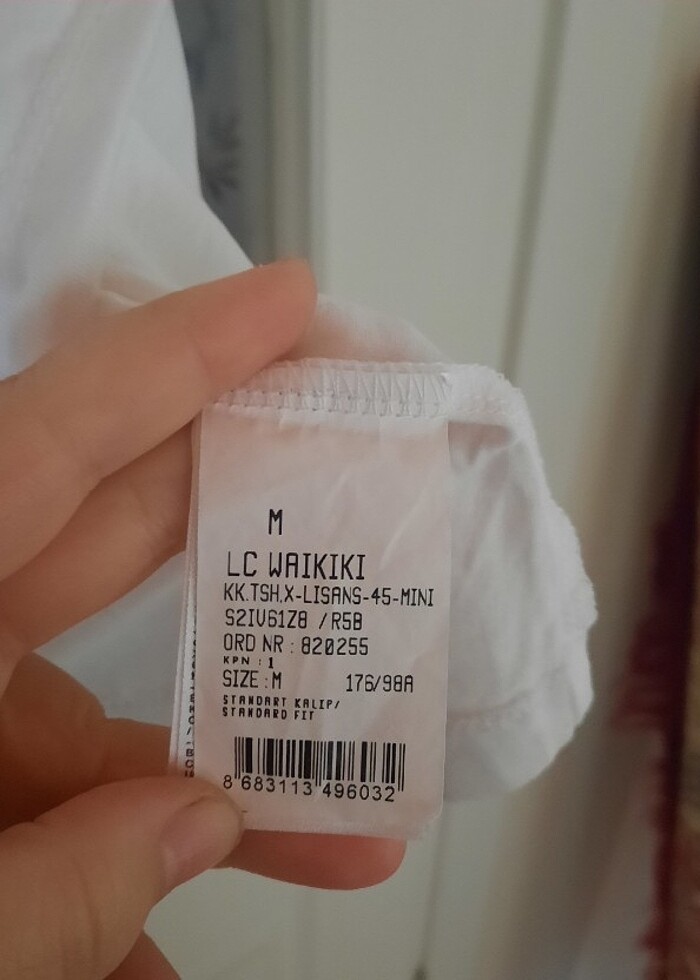 M
LC WAIKIKI
KK.TSH,X-LISANS-45-MINI
S2IV61Z8 /R5B
ORD NR : 820255
KPN : 1
SIZE : M 176/98A
STANDART KALIP/
STANDARD FIT
8 683113 496032